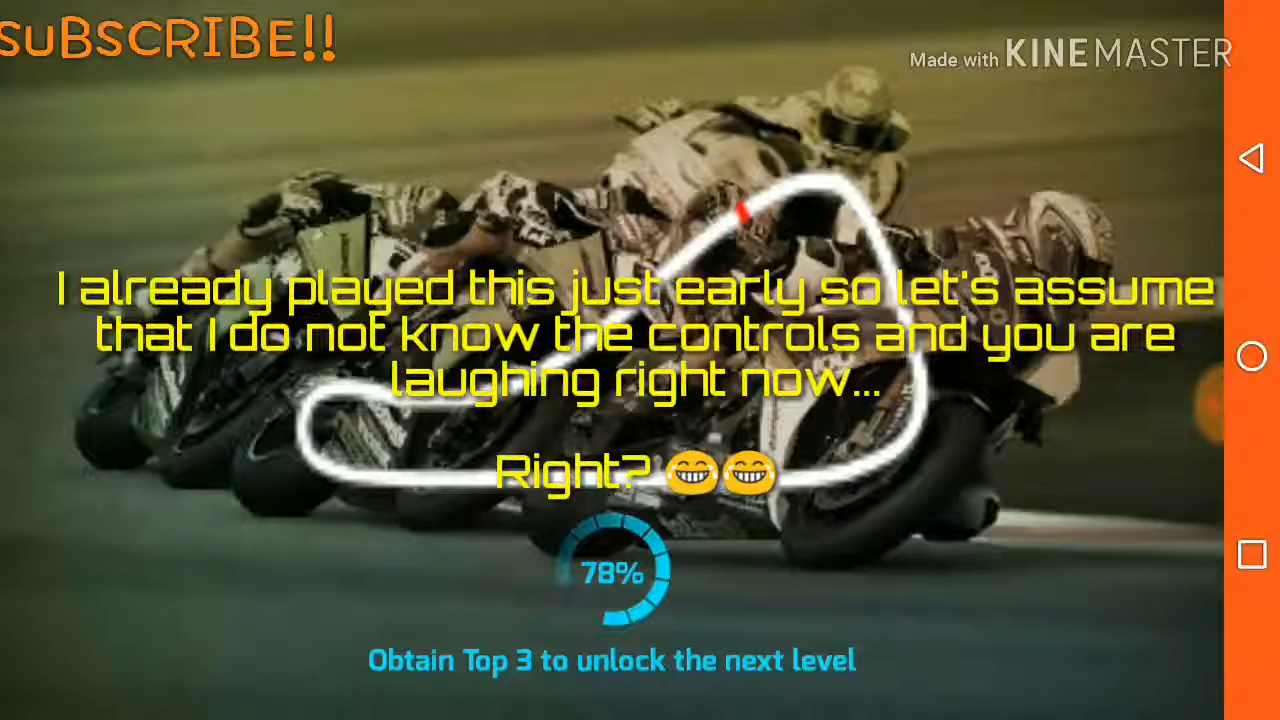 SuBSCRIBE!!
Made with KINEMASTER
I already played this just early so let's assume
that I do not know the controls and you are
laughing right now...
Right? 😂😂
78%
Obtain Top 3 to unlock the next level